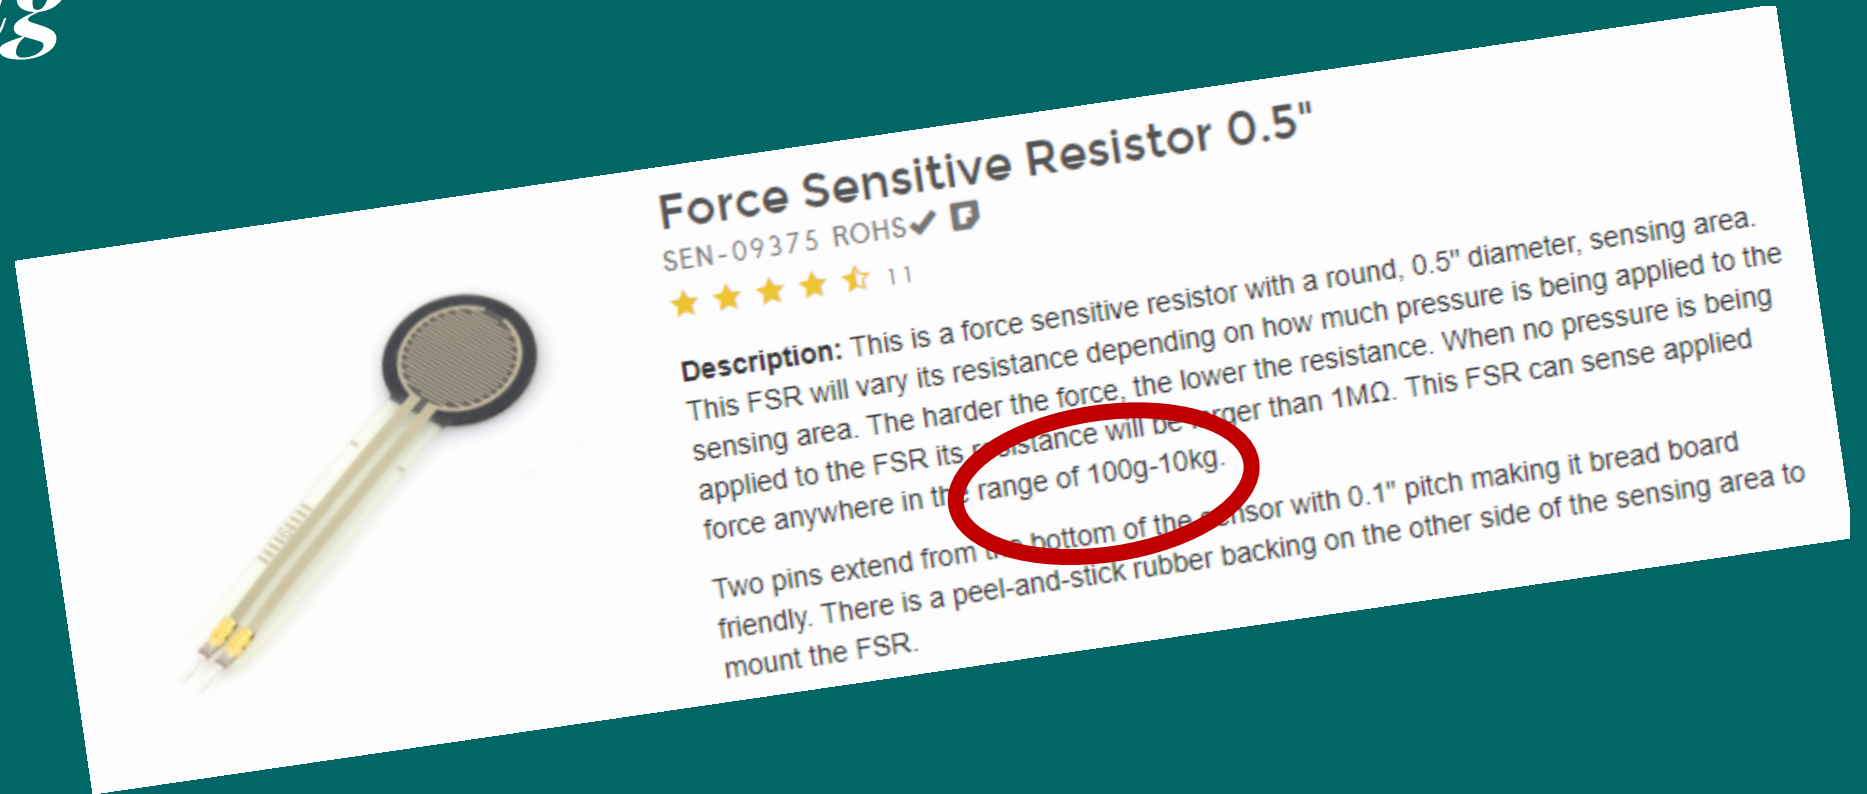 g
Force Sensitive Resistor 0.5"
SEN-09375 ROHS✔
11
Description: This is a force sensitive resistor with a round, 0.5" diameter, sensing area.
This FSR will vary its resistance depending on how much pressure is being applied to the
sensing area. The harder the force, the lower the resistance. When no pressure is being
applied to the FSR its resistance will be larger than 1MΩ. This FSR can sense applied
force anywhere in the range of 100g-10kg.
Two pins extend from the bottom of the sensor with 0.1" pitch making it bread board
friendly. There is a peel-and-stick rubber backing on the other side of the sensing area to
mount the FSR.